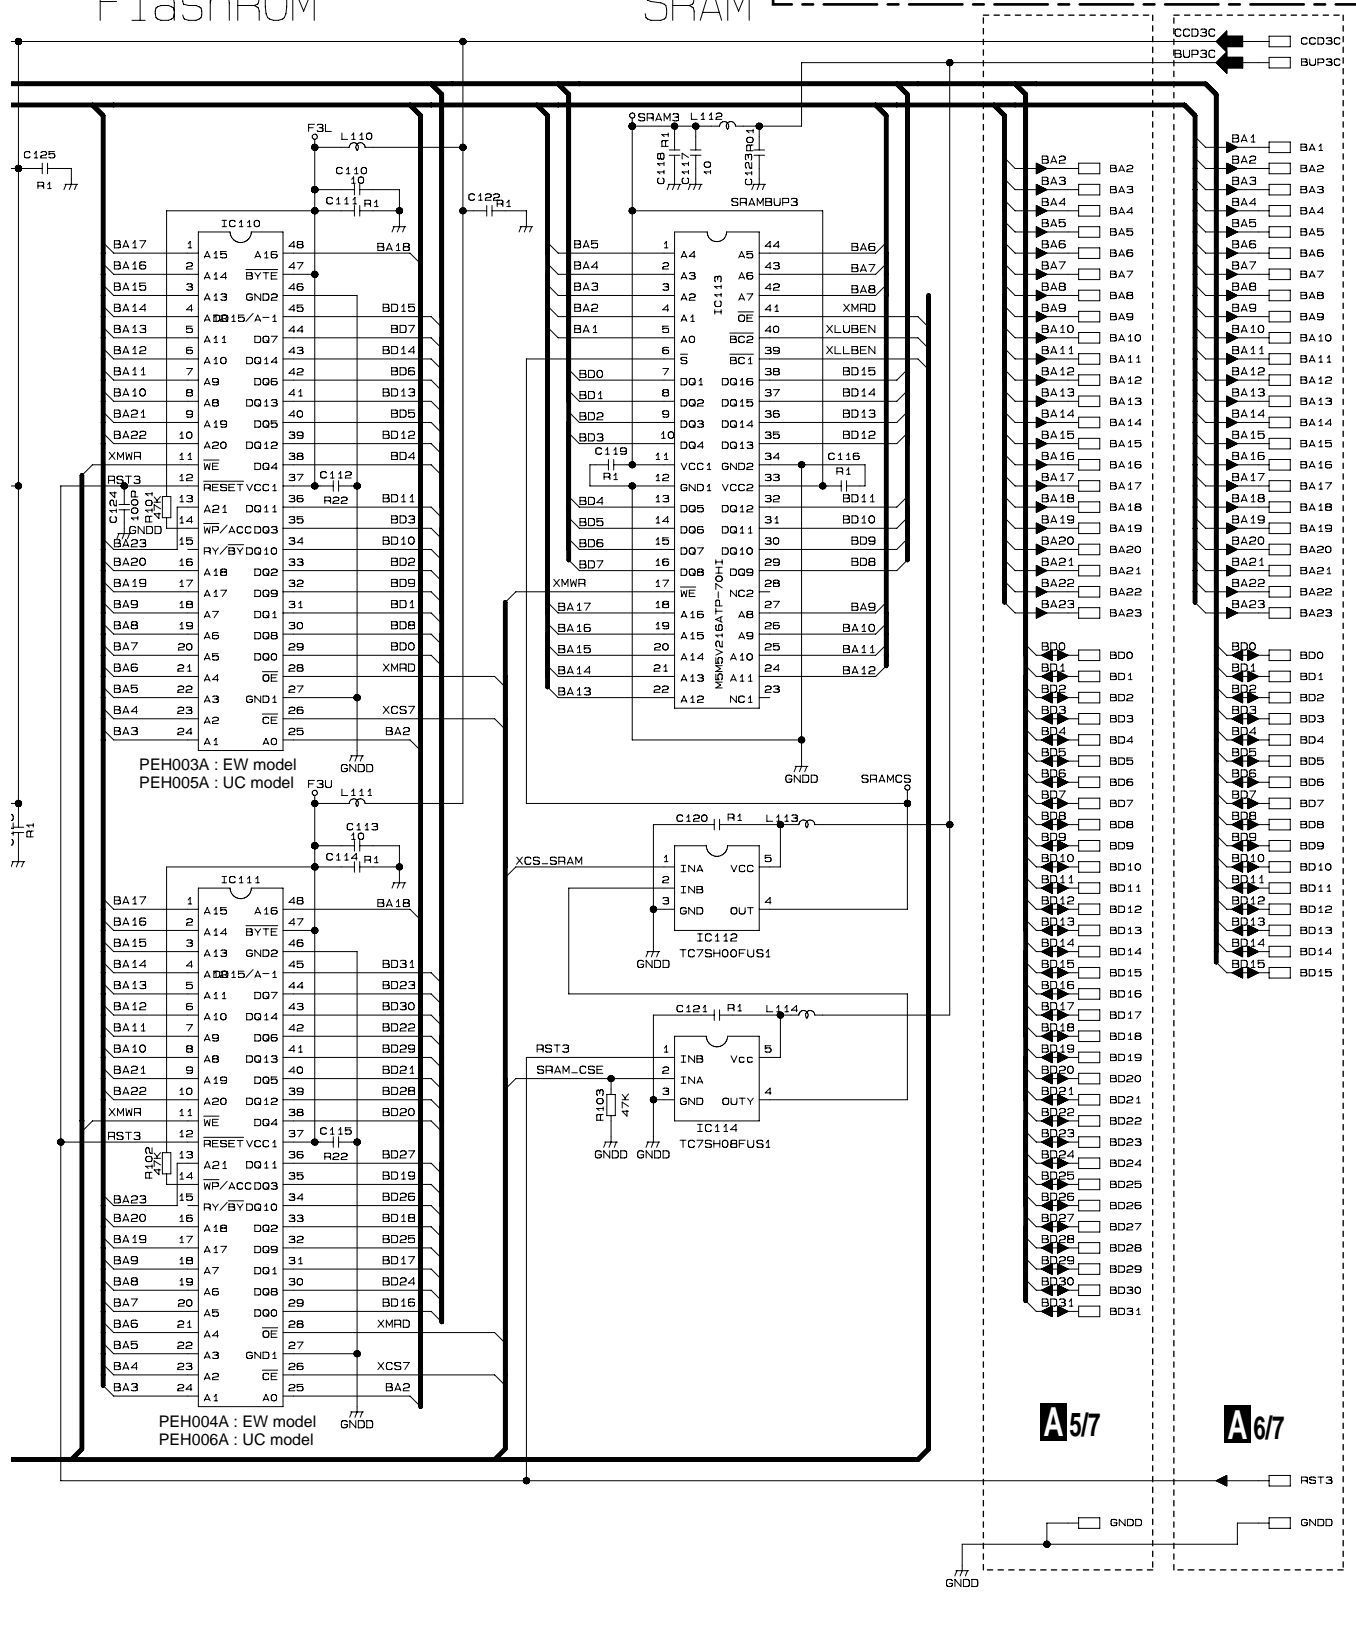 FlashROM
SRAM
CCD3C
CCD3C
BUP3C
BUP3C
C125
R1
F3L
L110
C110
10
C111 R1
C122 R1
SRAM3
L112
C118 R1
C117 10
C123 R01
SRAMBUP3
IC110
BA17 1 A15 A16 48 BA18
BA16 2 A14 BYTE 47
BA15 3 A13 GND2 46
BA14 4 DQ15/A-1 45 BD15
BA13 5 A11 DQ7 44 BD7
BA12 6 A10 DQ14 43 BD14
BA11 7 A9 DQ6 42 BD6
BA10 8 A8 DQ13 41 BD13
BA21 9 A19 DQ5 40 BD5
BA22 10 A20 DQ12 39 BD12
XMWR 11 WE DQ4 38 BD4
RST3 12 RESET VCC1 37
13 A21 DQ11 36 BD11
14 WP/ACC DQ3 35 BD3
BA23 15 RY/BY DQ10 34 BD10
BA20 16 A18 DQ2 33 BD2
BA19 17 A17 DQ9 32 BD9
BA9 18 A7 DQ1 31 BD1
BA8 19 A6 DQ8 30 BD8
BA7 20 A5 DQ0 29 BD0
BA6 21 A4 OE 28 XMRD
BA5 22 A3 GND1 27
BA4 23 A2 CE 26 XCS7
BA3 24 A1 A0 25 BA2
C112
R22
C124
100P
R101
47K
GNDD
GNDD
PEH003A : EW model
PEH005A : UC model
IC113
M5M5V216ATP-70HI
BA5 1 A4 A5 44 BA6
BA4 2 A3 A6 43 BA7
BA3 3 A2 A7 42 BA8
BA2 4 A1 OE 41 XMRD
BA1 5 A0 BC2 40 XLUBEN
6 S BC1 39 XLLBEN
BD0 7 DQ1 DQ16 38 BD15
BD1 8 DQ2 DQ15 37 BD14
BD2 9 DQ3 DQ14 36 BD13
BD3 10 DQ4 DQ13 35 BD12
11 VCC1 GND2 34
12 GND1 VCC2 33
BD4 13 DQ5 DQ12 32 BD11
BD5 14 DQ6 DQ11 31 BD10
BD6 15 DQ7 DQ10 30 BD9
BD7 16 DQ8 DQ9 29 BD8
XMWR 17 WE NC2 28
BA17 18 A16 A8 27 BA9
BA16 19 A15 A9 26 BA10
BA15 20 A14 A10 25 BA11
BA14 21 A13 A11 24 BA12
BA13 22 A12 NC1 23
C119
R1
C116
R1
GNDD
SRAMCS
F3U
L111
C113
10
C114 R1
R1
IC111
BA17 1 A15 A16 48 BA18
BA16 2 A14 BYTE 47
BA15 3 A13 GND2 46
BA14 4 DQ15/A-1 45 BD31
BA13 5 A11 DQ7 44 BD23
BA12 6 A10 DQ14 43 BD30
BA11 7 A9 DQ6 42 BD22
BA10 8 A8 DQ13 41 BD29
BA21 9 A19 DQ5 40 BD21
BA22 10 A20 DQ12 39 BD28
XMWR 11 WE DQ4 38 BD20
RST3 12 RESET VCC1 37
13 A21 DQ11 36 BD27
14 WP/ACC DQ3 35 BD19
BA23 15 RY/BY DQ10 34 BD26
BA20 16 A18 DQ2 33 BD18
BA19 17 A17 DQ9 32 BD25
BA9 18 A7 DQ1 31 BD17
BA8 19 A6 DQ8 30 BD24
BA7 20 A5 DQ0 29 BD16
BA6 21 A4 OE 28 XMRD
BA5 22 A3 GND1 27
BA4 23 A2 CE 26 XCS7
BA3 24 A1 A0 25 BA2
C115
R22
R102
47K
GNDD
PEH004A : EW model
PEH006A : UC model
C120 R1 L113
XCS_SRAM 1 INA VCC 5
2 INB
3 GND OUT 4
IC112
TC7SH00FUS1
GNDD
C121 R1 L114
RST3 1 INB Vcc 5
SRAM_CSE 2 INA
3 GND OUTY 4
IC114
TC7SH08FUS1
R103
47K
GNDD GNDD
BA2 BA2
BA3 BA3
BA4 BA4
BA5 BA5
BA6 BA6
BA7 BA7
BA8 BA8
BA9 BA9
BA10 BA10
BA11 BA11
BA12 BA12
BA13 BA13
BA14 BA14
BA15 BA15
BA16 BA16
BA17 BA17
BA18 BA18
BA19 BA19
BA20 BA20
BA21 BA21
BA22 BA22
BA23 BA23
BD0 BD0
BD1 BD1
BD2 BD2
BD3 BD3
BD4 BD4
BD5 BD5
BD6 BD6
BD7 BD7
BD8 BD8
BD9 BD9
BD10 BD10
BD11 BD11
BD12 BD12
BD13 BD13
BD14 BD14
BD15 BD15
BD16 BD16
BD17 BD17
BD18 BD18
BD19 BD19
BD20 BD20
BD21 BD21
BD22 BD22
BD23 BD23
BD24 BD24
BD25 BD25
BD26 BD26
BD27 BD27
BD28 BD28
BD29 BD29
BD30 BD30
BD31 BD31
A 5/7
GNDD
GNDD
BA1 BA1
BA2 BA2
BA3 BA3
BA4 BA4
BA5 BA5
BA6 BA6
BA7 BA7
BA8 BA8
BA9 BA9
BA10 BA10
BA11 BA11
BA12 BA12
BA13 BA13
BA14 BA14
BA15 BA15
BA16 BA16
BA17 BA17
BA18 BA18
BA19 BA19
BA20 BA20
BA21 BA21
BA22 BA22
BA23 BA23
BD0 BD0
BD1 BD1
BD2 BD2
BD3 BD3
BD4 BD4
BD5 BD5
BD6 BD6
BD7 BD7
BD8 BD8
BD9 BD9
BD10 BD10
BD11 BD11
BD12 BD12
BD13 BD13
BD14 BD14
BD15 BD15
A 6/7
RST3
GNDD